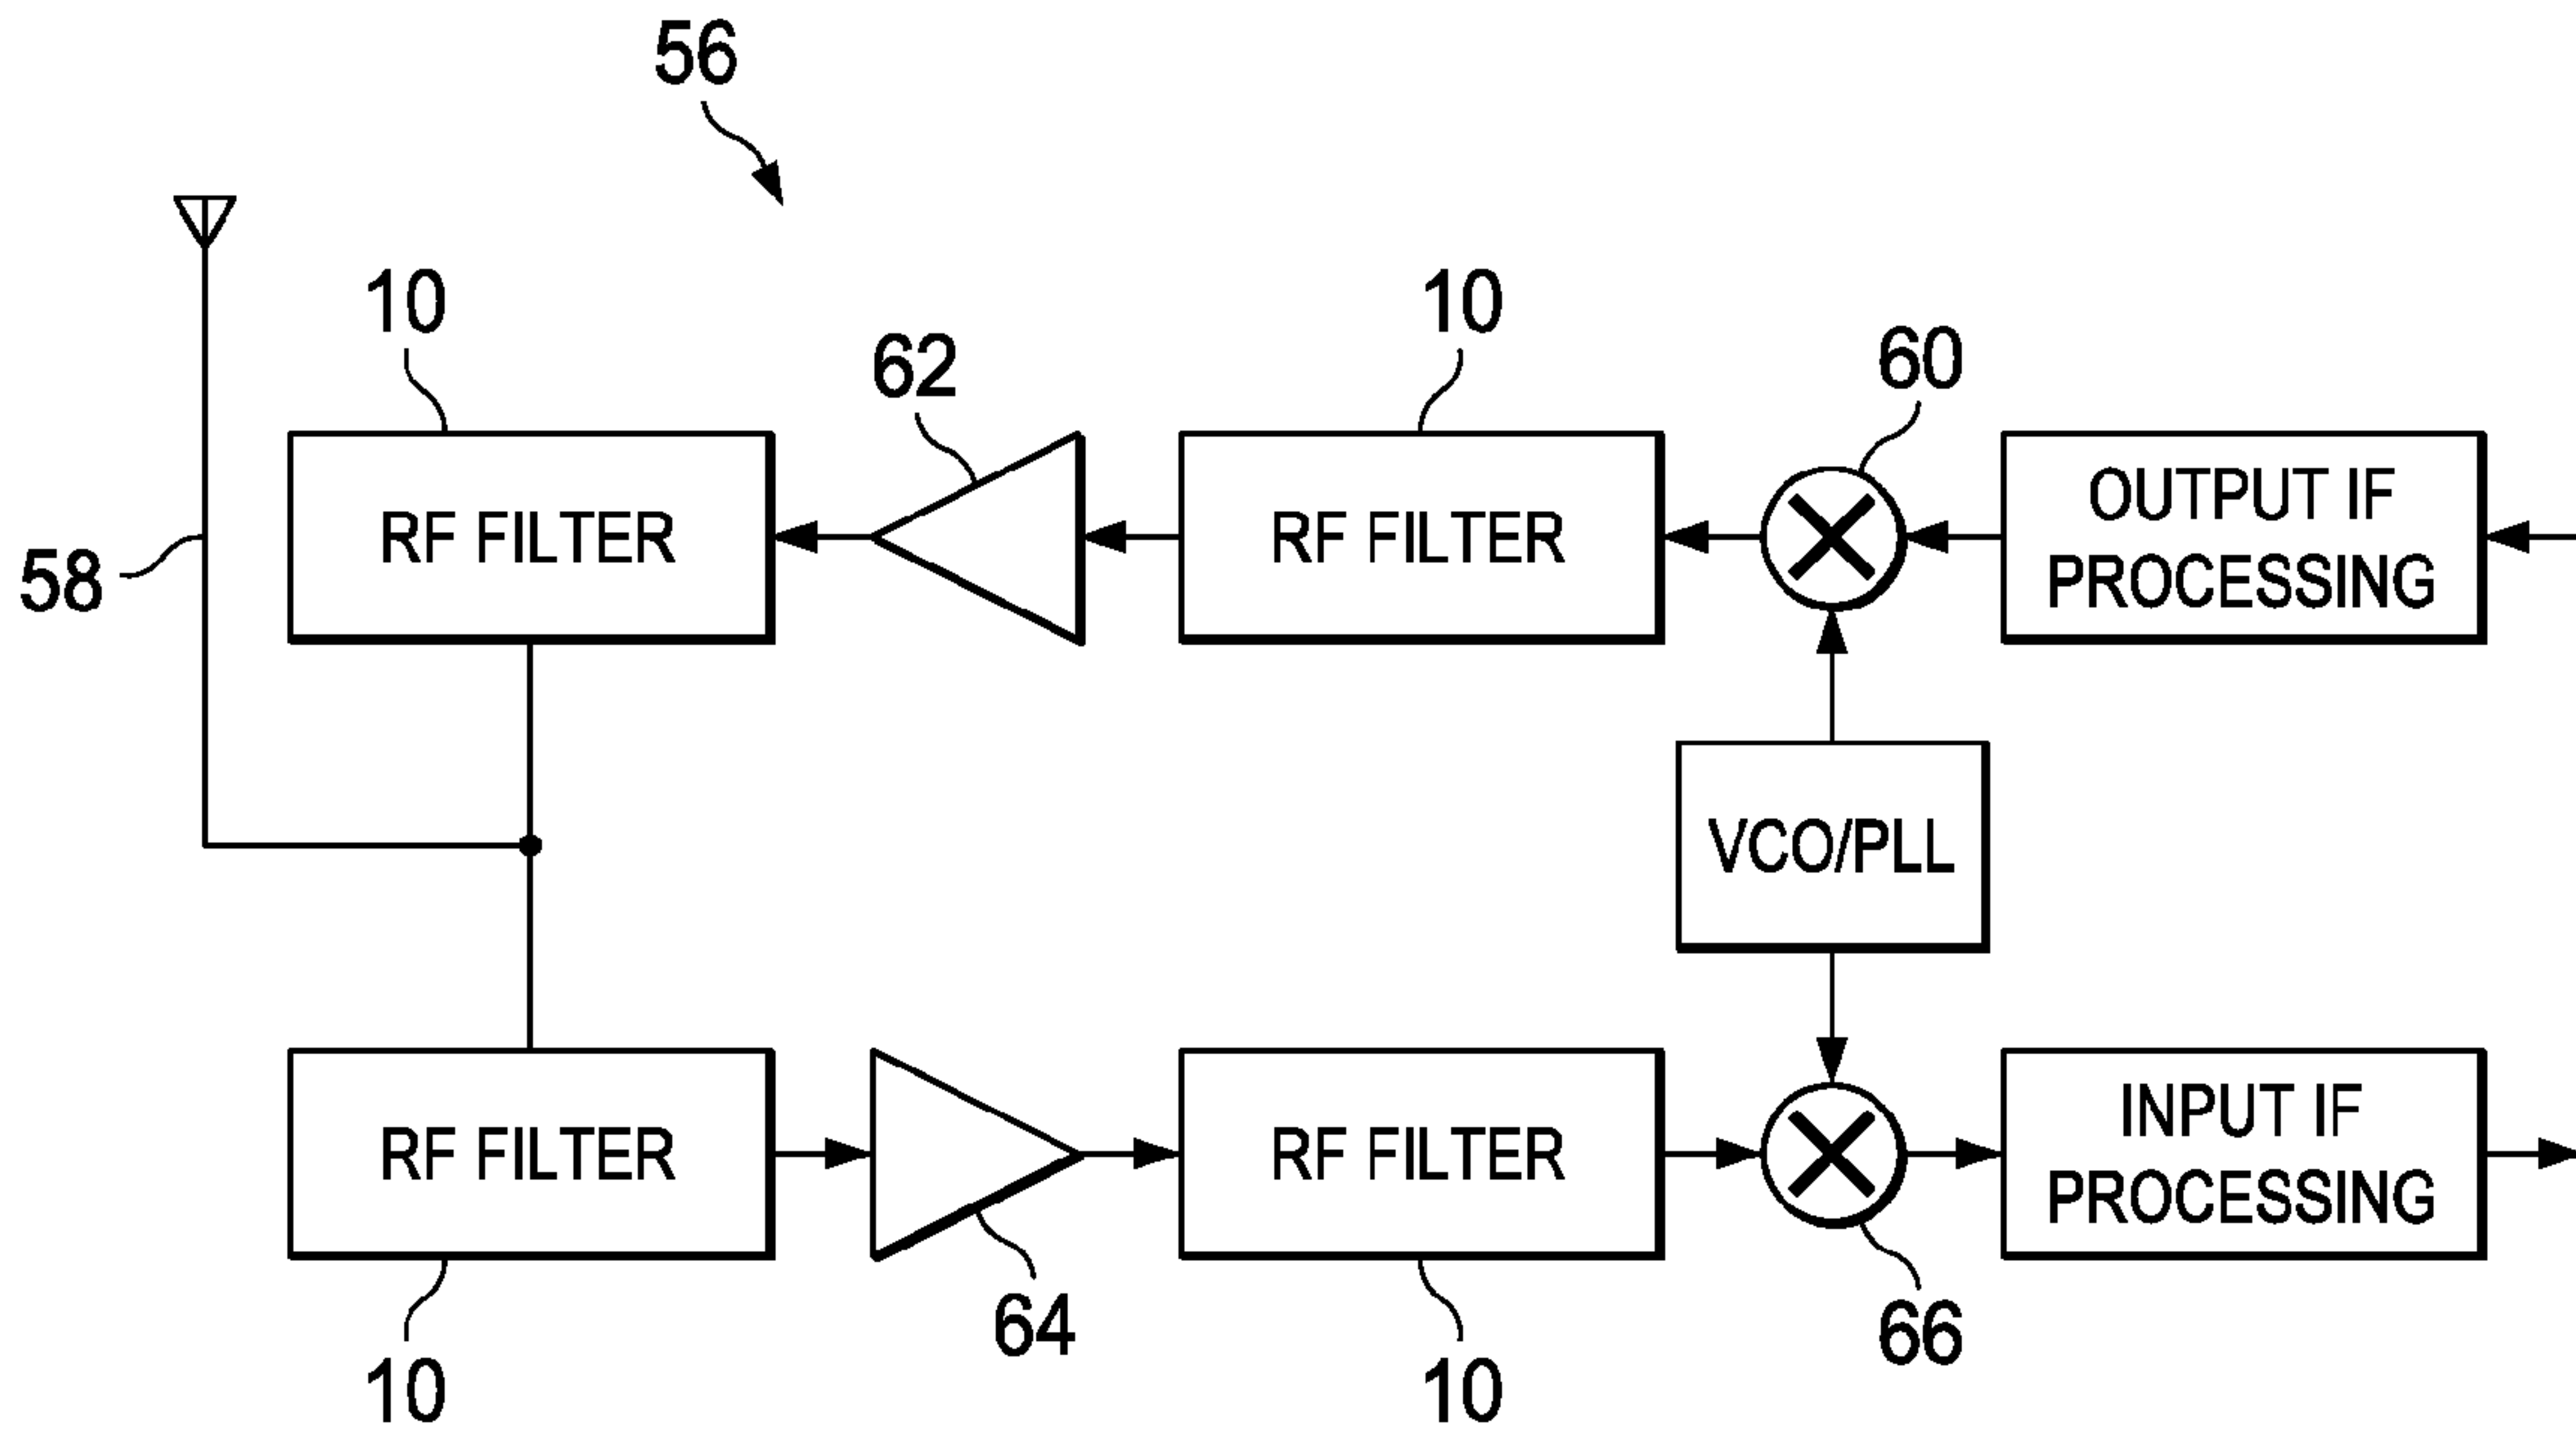 56
10
10
62
60
RF FILTER
RF FILTER
OUTPUT IF
PROCESSING
58
VCO/PLL
RF FILTER
RF FILTER
INPUT IF
PROCESSING
64
66
10
10